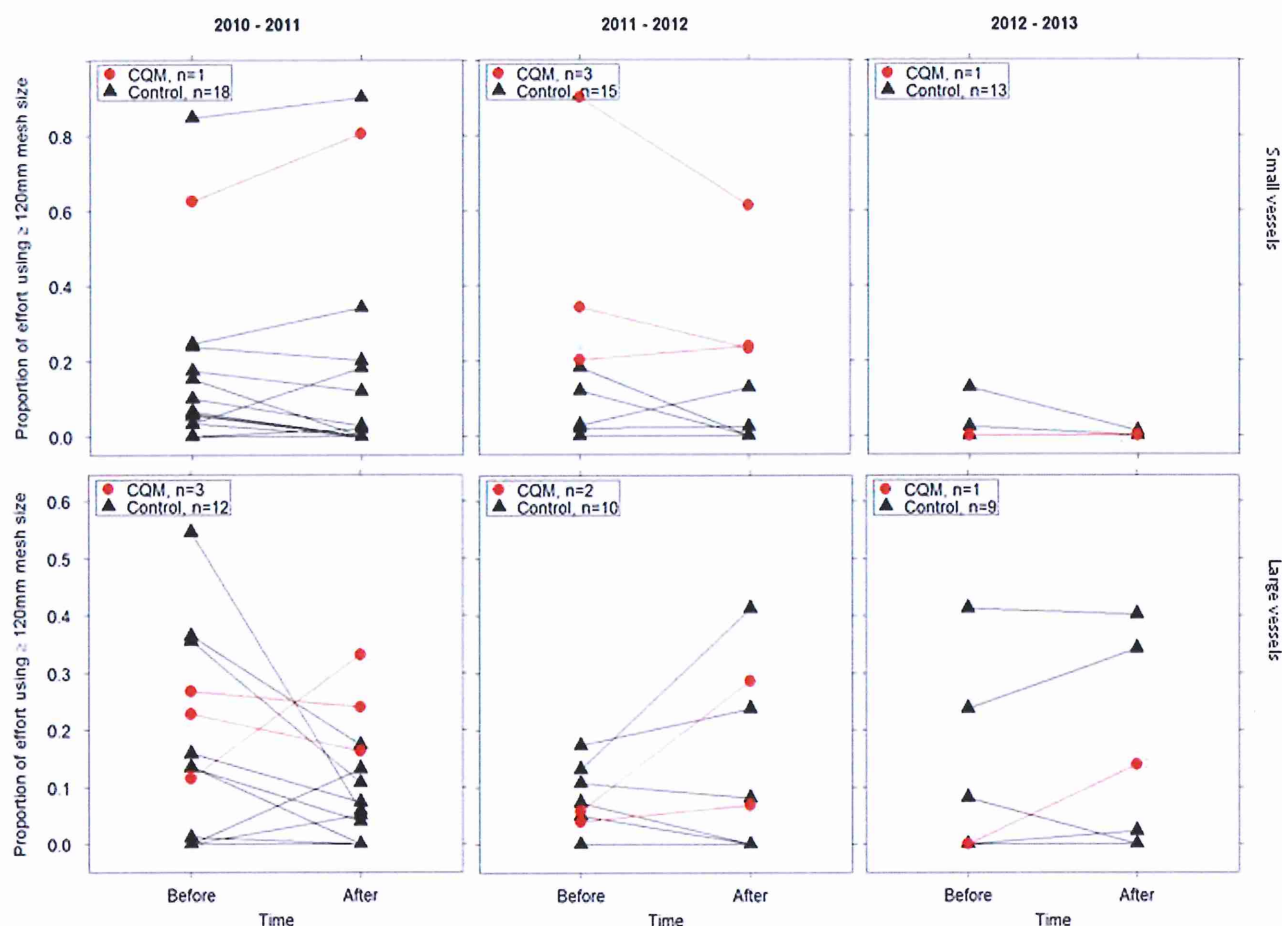 2010 - 2011
2011 - 2012
2012 - 2013
CQM, n=1
Control, n=18
CQM, n=3
Control, n=15
CQM, n=1
Control, n=13
Proportion of effort using ≥ 120mm mesh size
0.8
0.6
0.4
0.2
0.0
Small vessels
CQM, n=3
Control, n=12
CQM, n=2
Control, n=10
CQM, n=1
Control, n=9
Proportion of effort using ≥ 120mm mesh size
0.6
0.5
0.4
0.3
0.2
0.1
0.0
Large vessels
Before
After
Before
After
Before
After
Time
Time
Time